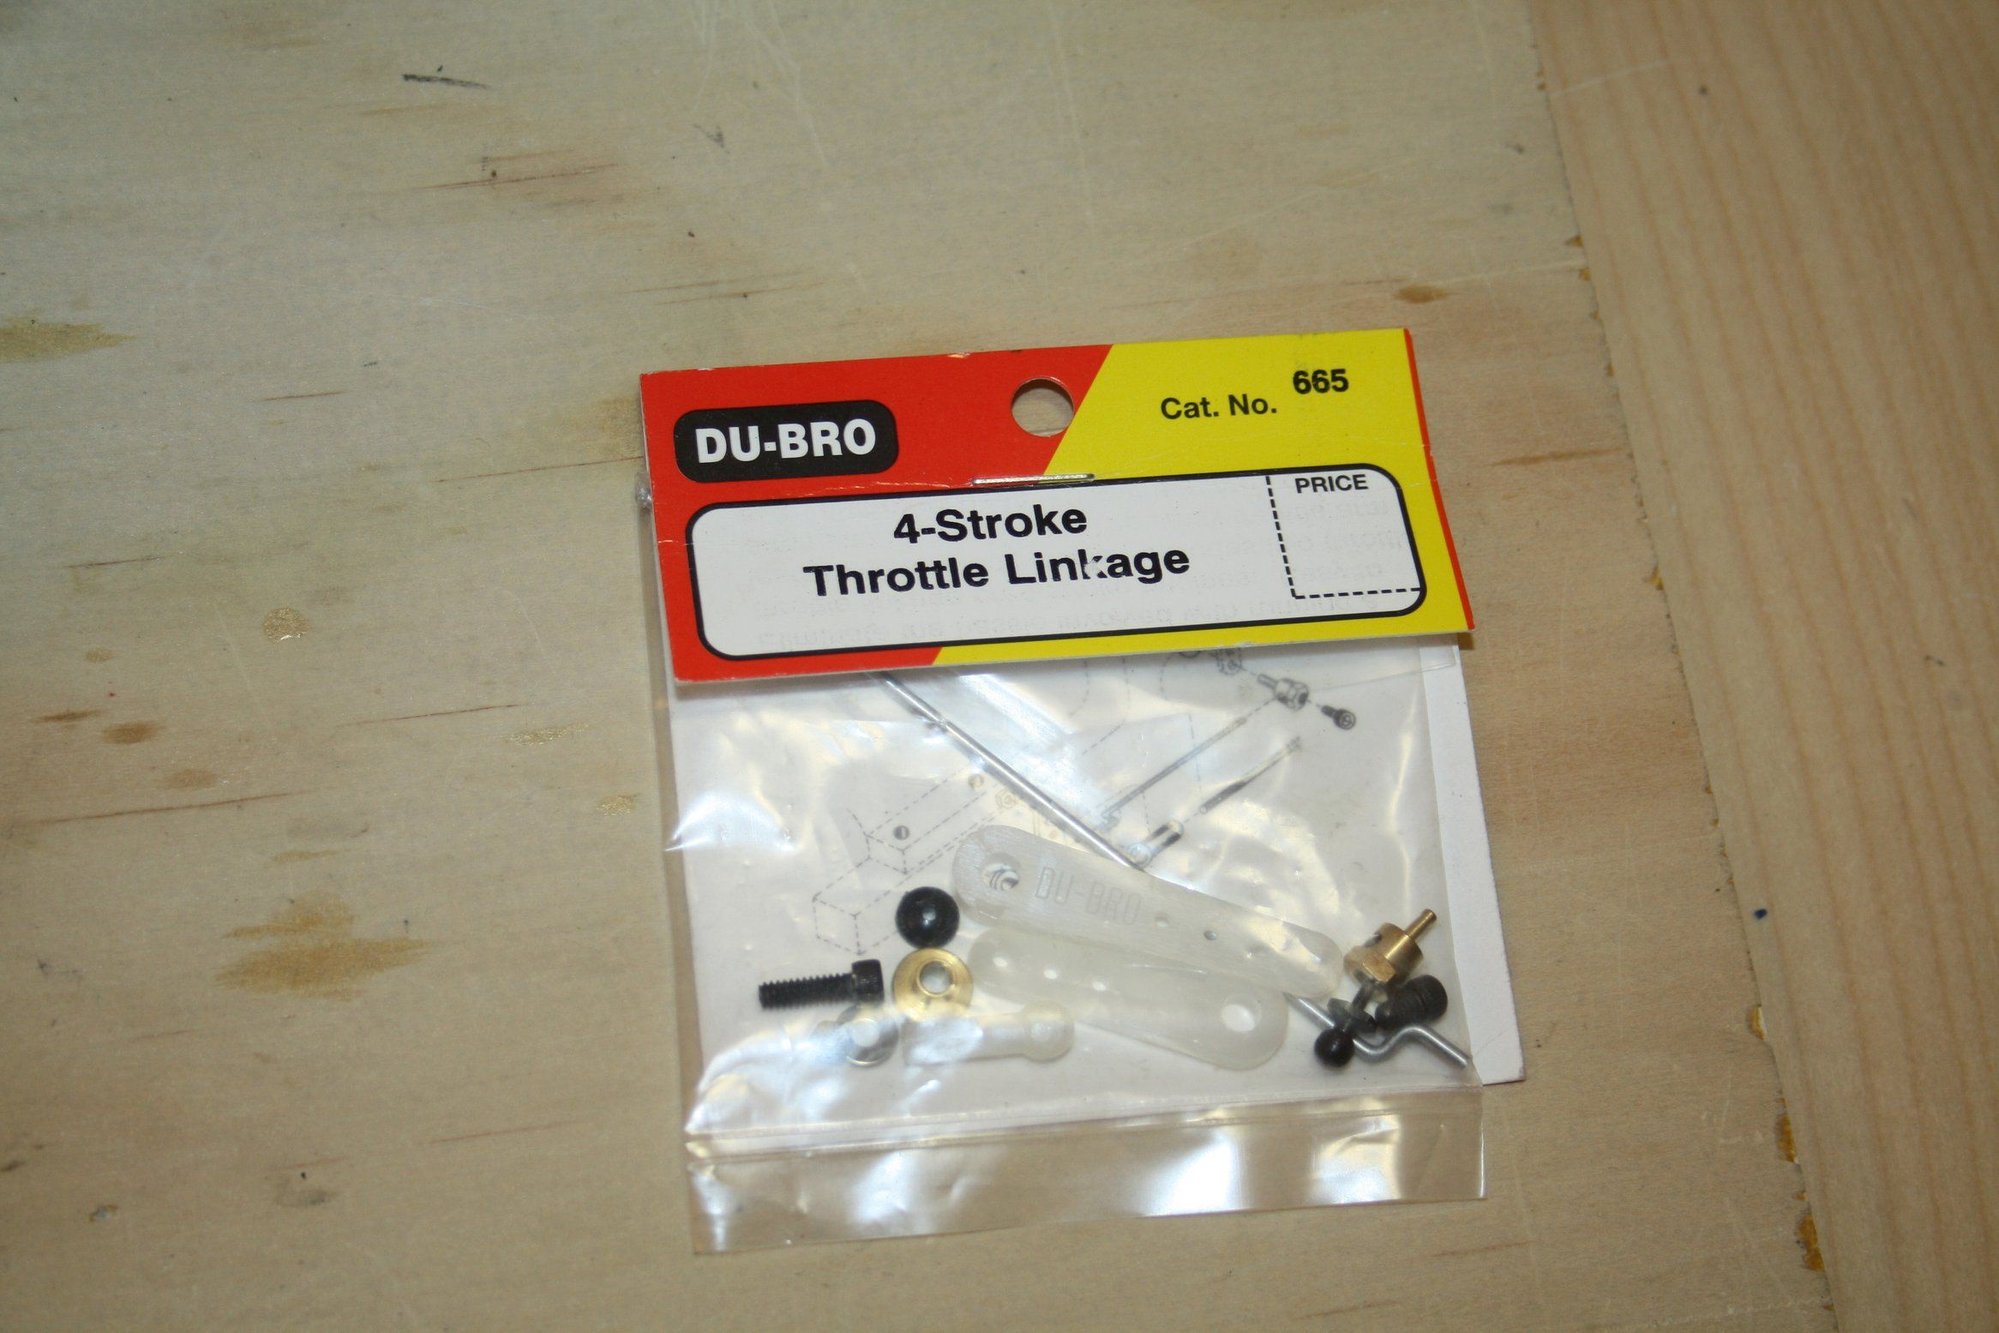 DU-BRO
Cat. No. 665
PRICE
4-Stroke
Throttle Linkage
DU-BRO